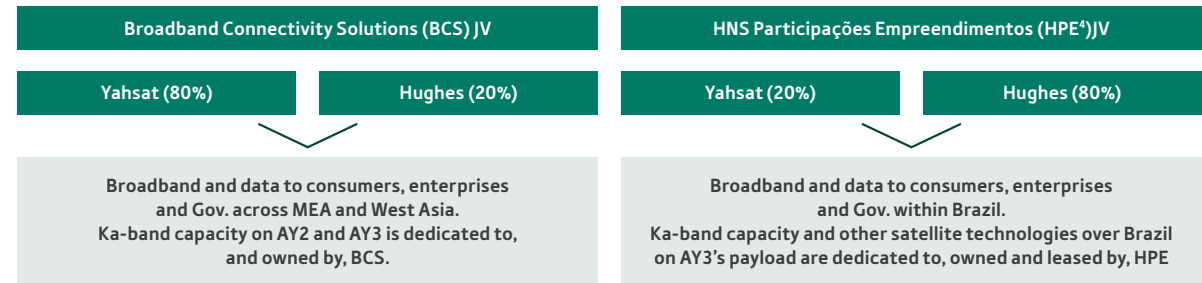 Broadband Connectivity Solutions (BCS) JV
Yahsat (80%)
Hughes (20%)
Broadband and data to consumers, enterprises
and Gov. across MEA and West Asia.
Ka-band capacity on AY2 and AY3 is dedicated to,
and owned by, BCS.
HNS Participações Empreendimentos (HPE⁴)JV
Yahsat (20%)
Hughes (80%)
Broadband and data to consumers, enterprises
and Gov. within Brazil.
Ka-band capacity and other satellite technologies over Brazil
on AY3’s payload are dedicated to, owned and leased by, HPE